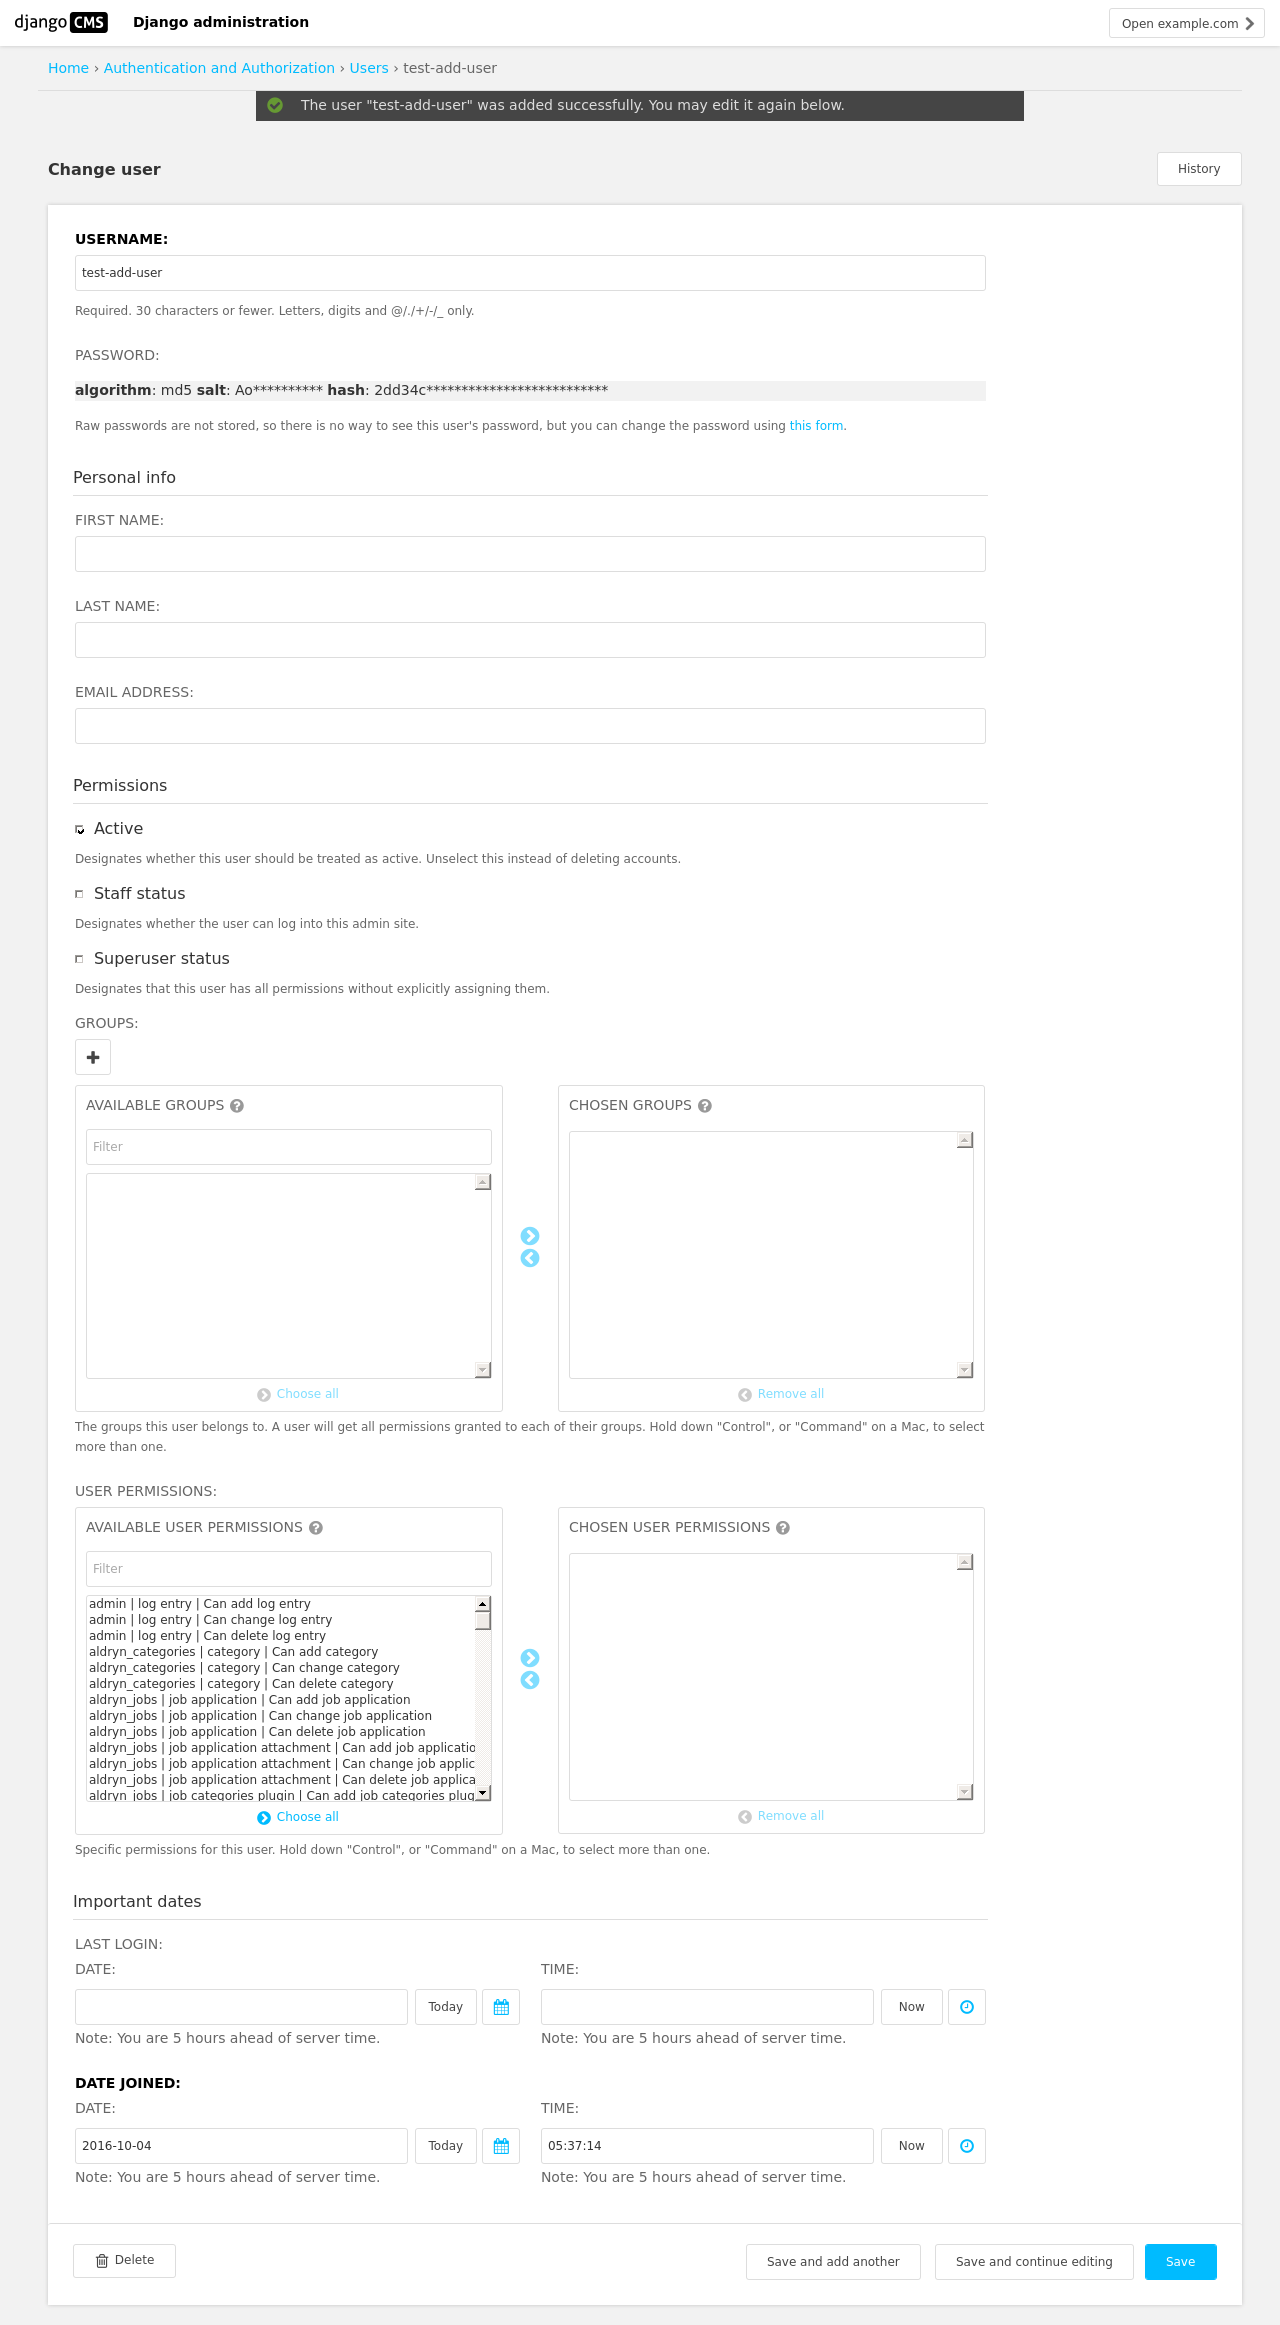 django CMS Django administration Open example.com
Home › Authentication and Authorization › Users › test-add-user
The user "test-add-user" was added successfully. You may edit it again below.
Change user History
USERNAME:
test-add-user
Required. 30 characters or fewer. Letters, digits and @/./+/-/_ only.
PASSWORD:
algorithm: md5 salt: Ao********** hash: 2dd34c**************************
Raw passwords are not stored, so there is no way to see this user's password, but you can change the password using this form.
Personal info
FIRST NAME:
LAST NAME:
EMAIL ADDRESS:
Permissions
Active
Designates whether this user should be treated as active. Unselect this instead of deleting accounts.
Staff status
Designates whether the user can log into this admin site.
Superuser status
Designates that this user has all permissions without explicitly assigning them.
GROUPS:
AVAILABLE GROUPS ?
Filter
Choose all
CHOSEN GROUPS ?
Remove all
The groups this user belongs to. A user will get all permissions granted to each of their groups. Hold down "Control", or "Command" on a Mac, to select
more than one.
USER PERMISSIONS:
AVAILABLE USER PERMISSIONS ?
Filter
admin | log entry | Can add log entry
admin | log entry | Can change log entry
admin | log entry | Can delete log entry
aldryn_categories | category | Can add category
aldryn_categories | category | Can change category
aldryn_categories | category | Can delete category
aldryn_jobs | job application | Can add job application
aldryn_jobs | job application | Can change job application
aldryn_jobs | job application | Can delete job application
aldryn_jobs | job application attachment | Can add job applicatio
aldryn_jobs | job application attachment | Can change job applic
aldryn_jobs | job application attachment | Can delete job applica
aldryn_jobs | job categories plugin | Can add job categories plug
Choose all
CHOSEN USER PERMISSIONS ?
Remove all
Specific permissions for this user. Hold down "Control", or "Command" on a Mac, to select more than one.
Important dates
LAST LOGIN:
DATE: TIME:
Today Now
Note: You are 5 hours ahead of server time. Note: You are 5 hours ahead of server time.
DATE JOINED:
DATE: TIME:
2016-10-04 Today 05:37:14 Now
Note: You are 5 hours ahead of server time. Note: You are 5 hours ahead of server time.
Delete Save and add another Save and continue editing Save